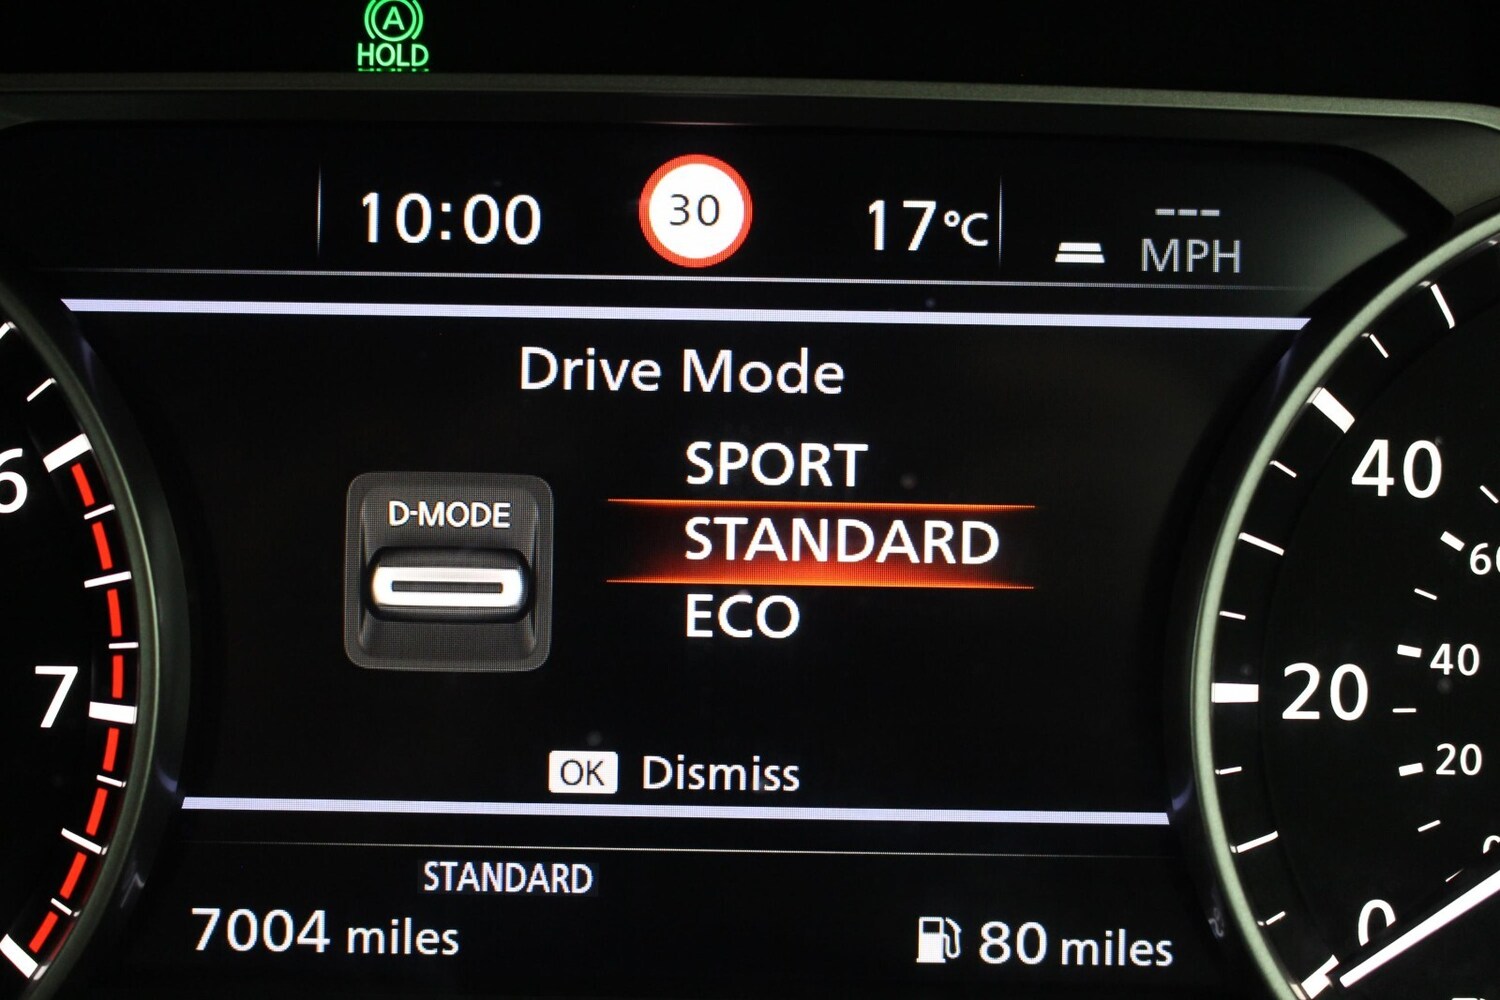 A
HOLD
10:00
30
17°C
---
MPH
Drive Mode
D-MODE
SPORT
STANDARD
ECO
OK Dismiss
STANDARD
7004 miles
80 miles
6
7
40
20
0
60
40
20